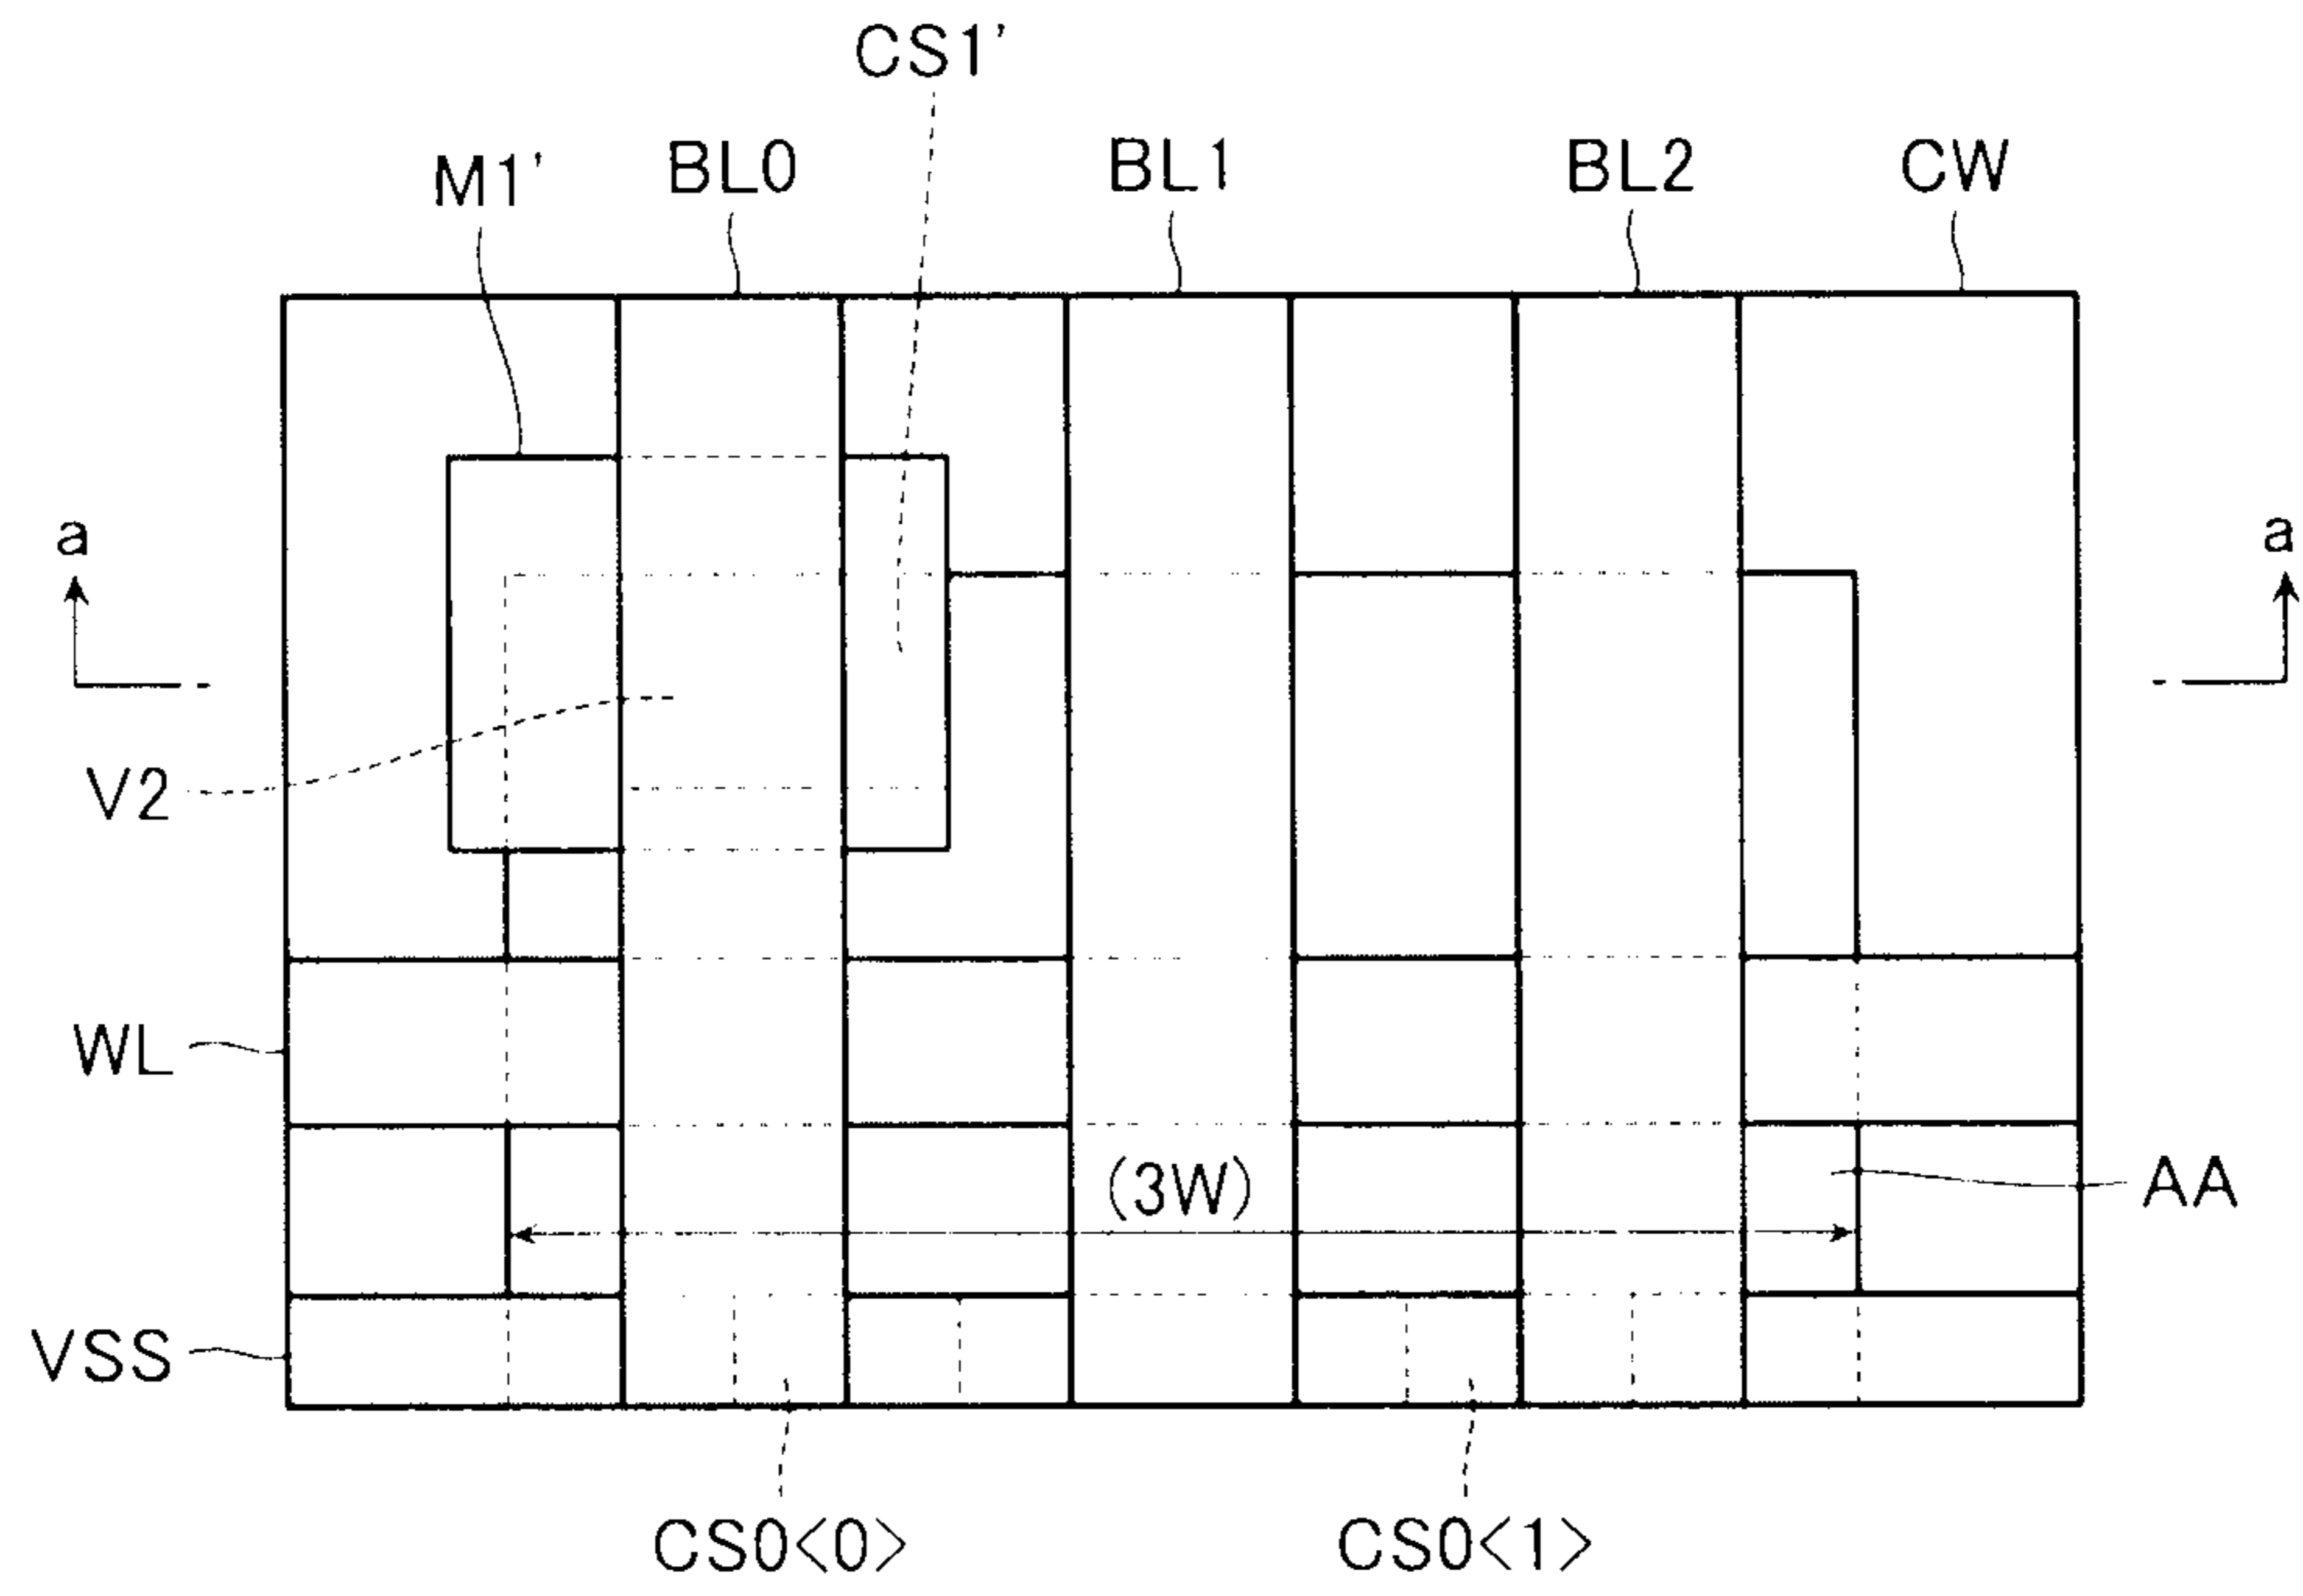 CS1'
M1'
BL0
BL1
BL2
CW
a
a
V2
WL
(3W)
AA
VSS
CS0<0>
CS0<1>